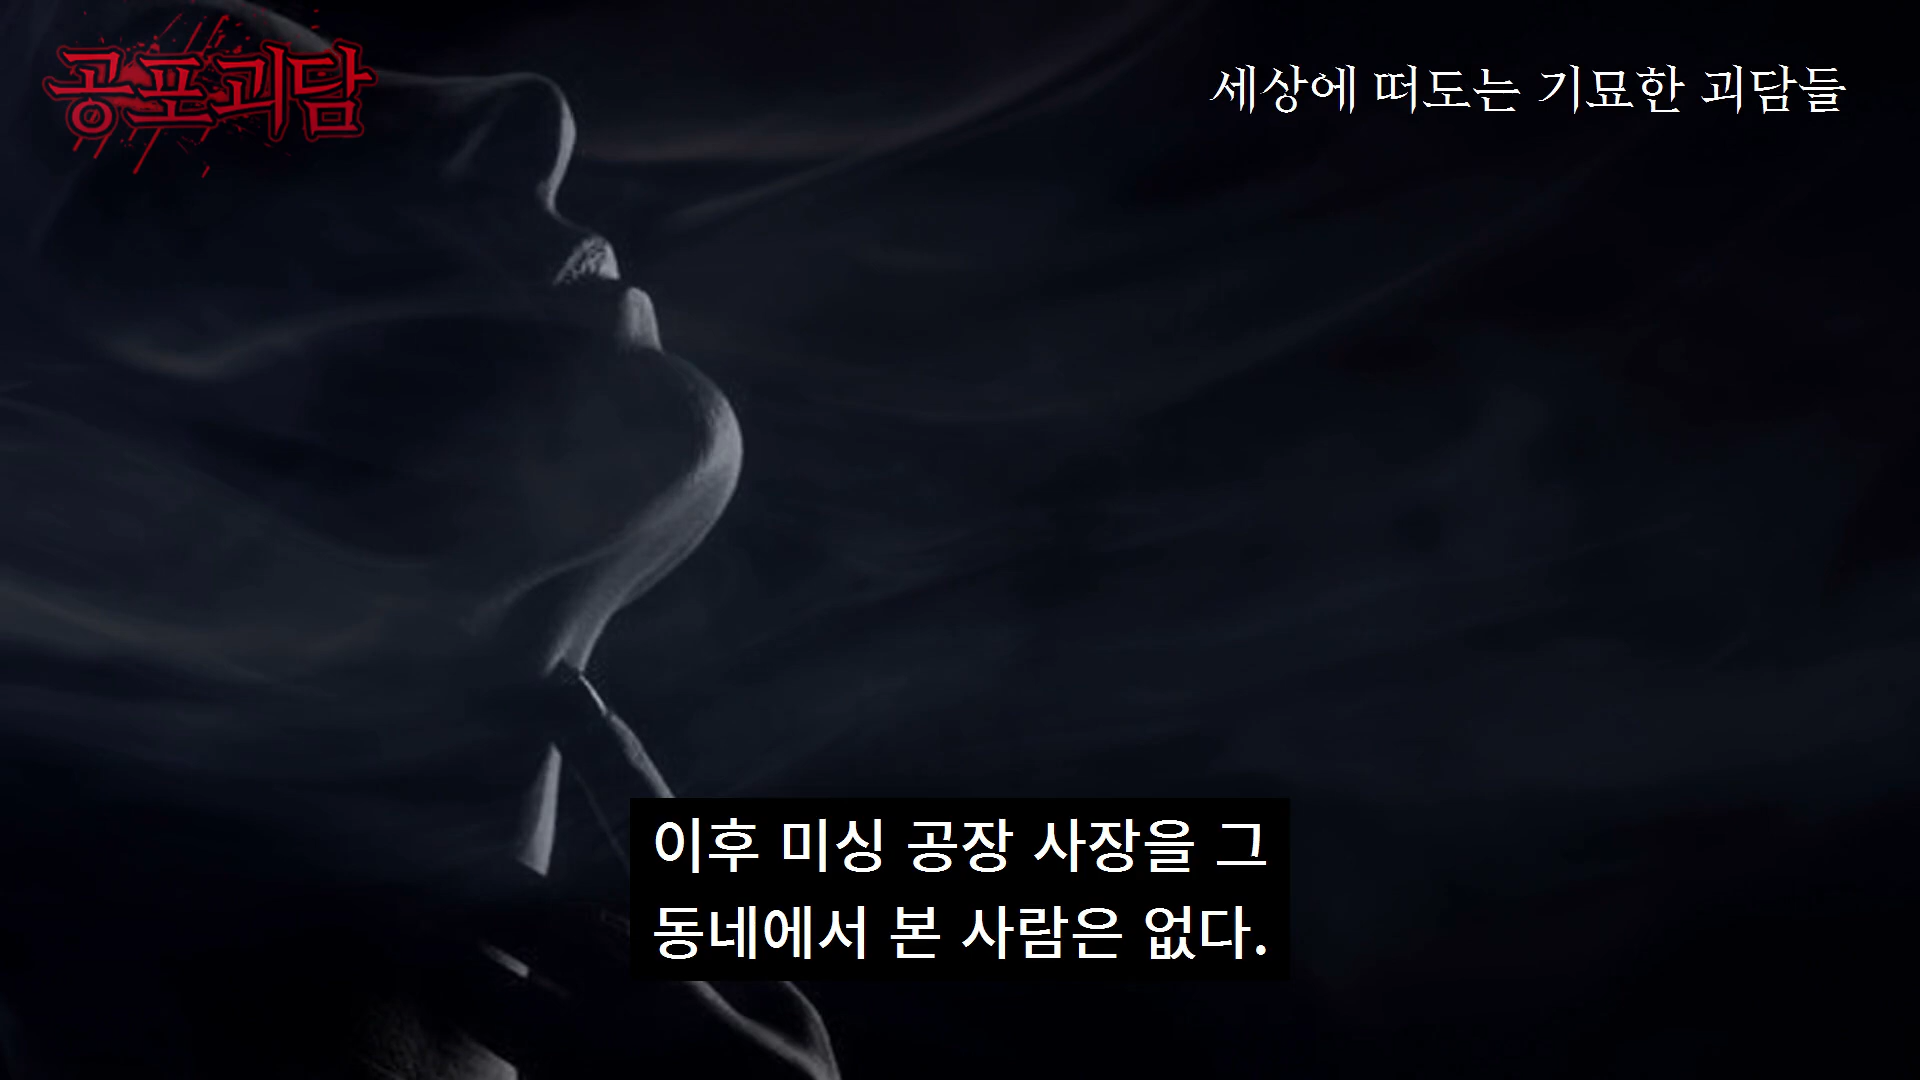 공포괴담
세상에 떠도는 기묘한 괴담들
이후 미싱 공장 사장을 그
동네에서 본 사람은 없다.